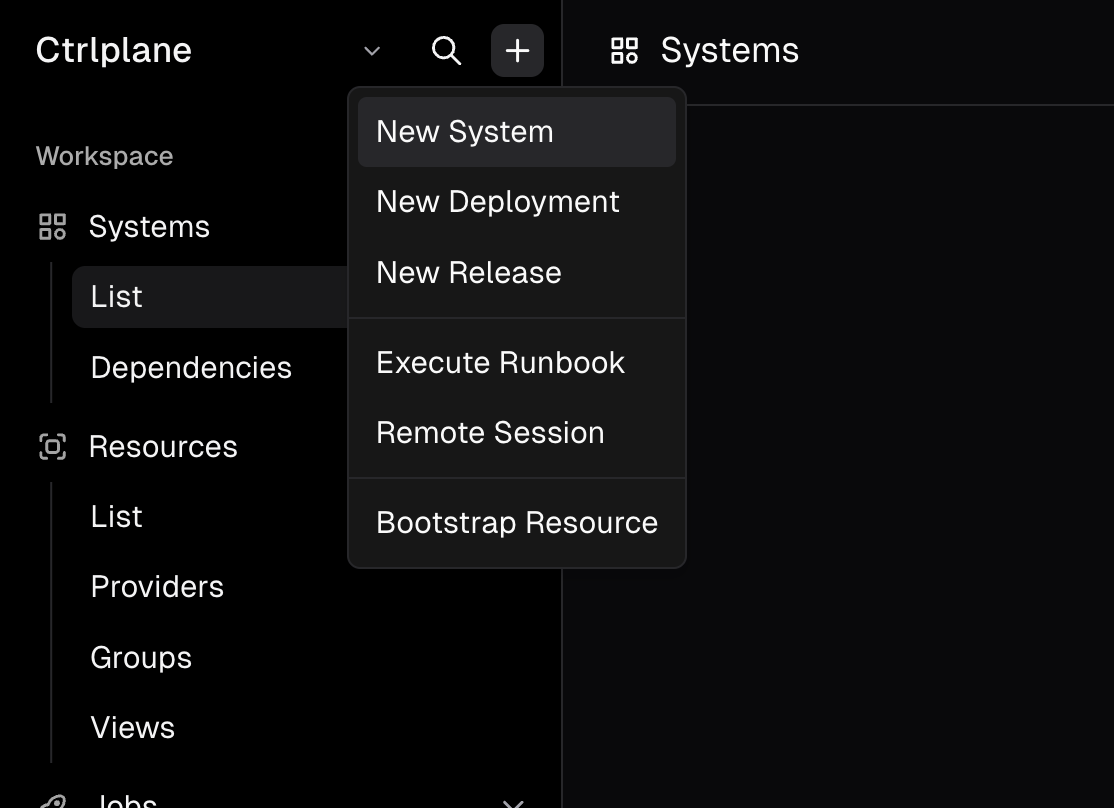 Ctrlplane
Systems
New System
New Deployment
New Release
Execute Runbook
Remote Session
Bootstrap Resource
Workspace
Systems
List
Dependencies
Resources
List
Providers
Groups
Views
Jobs